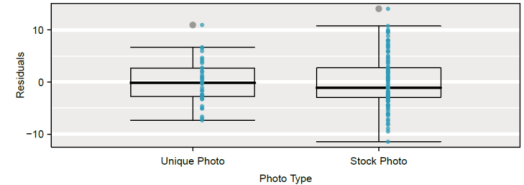 10
0
−10
Residuals
Unique Photo
Stock Photo
Photo Type